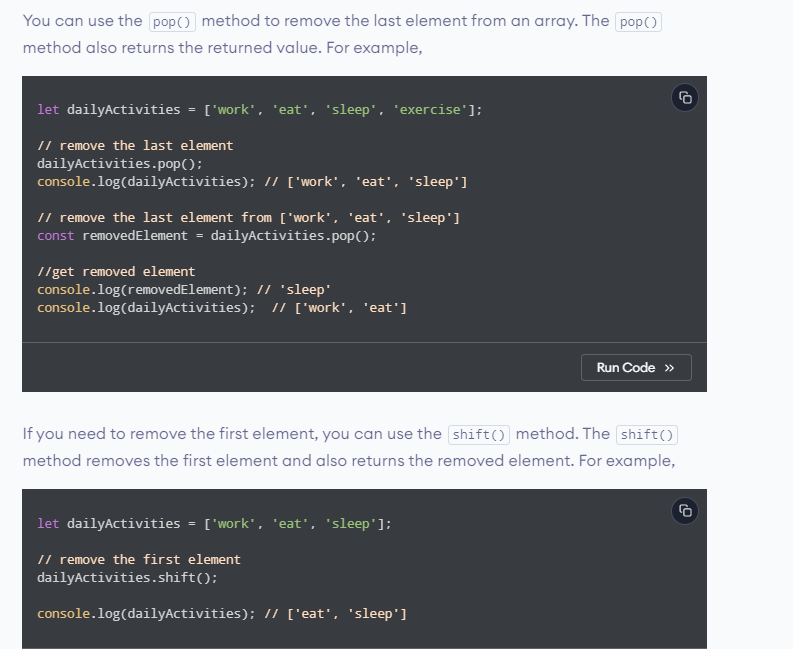 You can use the pop() method to remove the last element from an array. The pop()
method also returns the returned value. For example,
let dailyActivities = ['work', 'eat', 'sleep', 'exercise'];
// remove the last element
dailyActivities.pop();
console.log(dailyActivities); // ['work', 'eat', 'sleep']
// remove the last element from ['work', 'eat', 'sleep']
const removedElement = dailyActivities.pop();
//get removed element
console.log(removedElement); // 'sleep'
console.log(dailyActivities);  // ['work', 'eat']
Run Code »
If you need to remove the first element, you can use the shift() method. The shift()
method removes the first element and also returns the removed element. For example,
let dailyActivities = ['work', 'eat', 'sleep'];
// remove the first element
dailyActivities.shift();
console.log(dailyActivities); // ['eat', 'sleep']